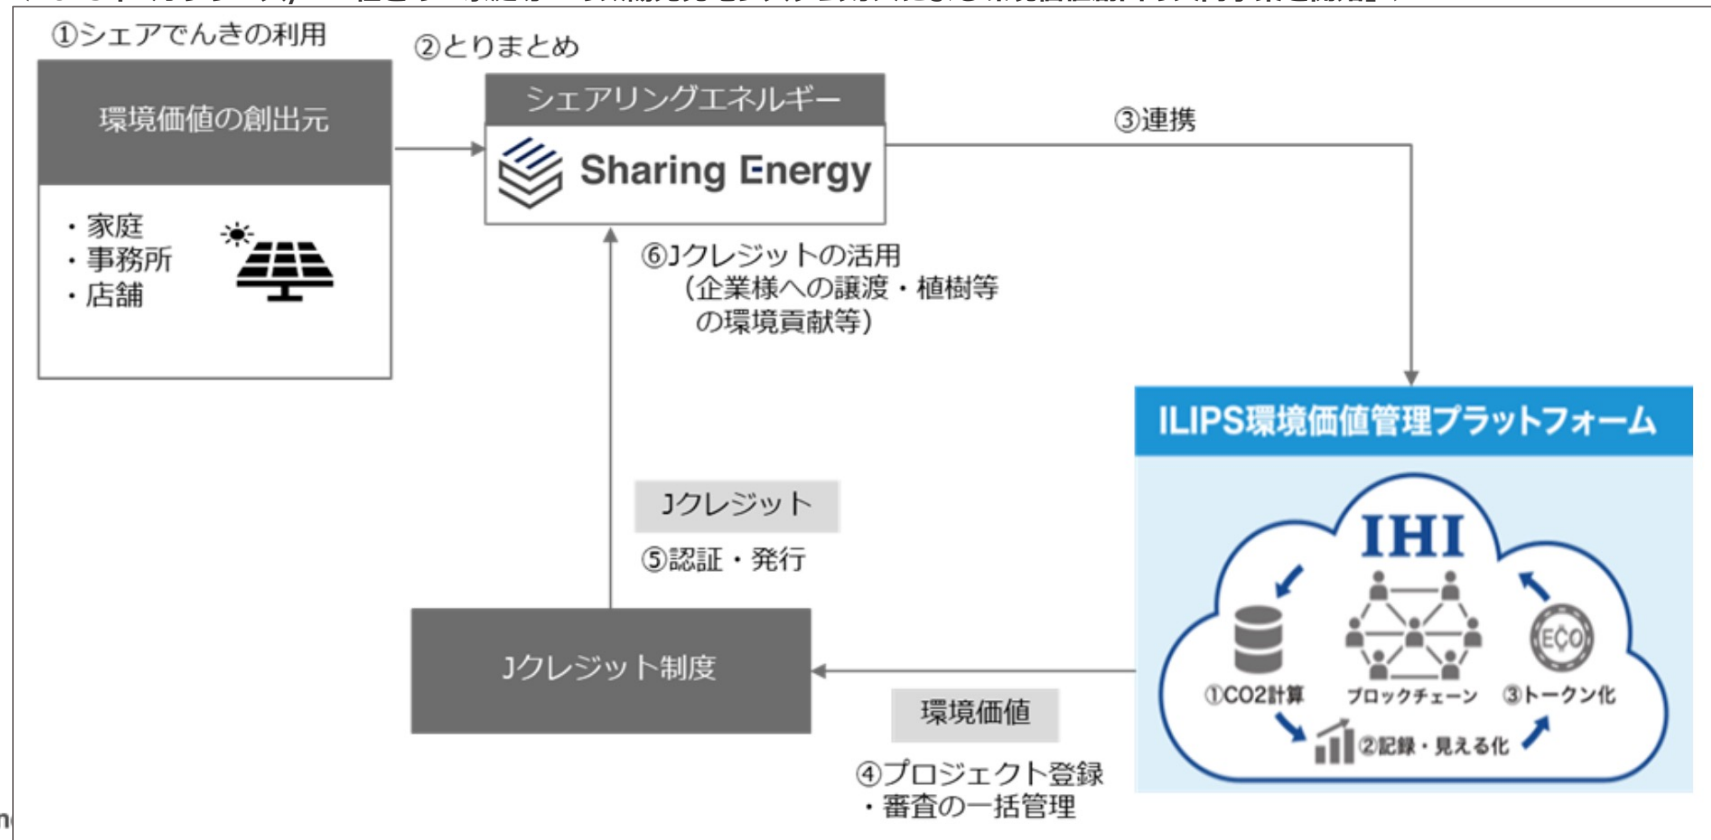 ①シェアでんきの利用
②とりまとめ
環境価値の創出元
シェアリングエネルギー
Sharing Energy
③連携
・家庭
・事務所
・店舗
⑥Jクレジットの活用
（企業様への譲渡・植樹等
の環境貢献等）
ILIPS環境価値管理プラットフォーム
IHI
Jクレジット
⑤認証・発行
ECO
Jクレジット制度
①CO2計算
ブロックチェーン
③トークン化
環境価値
②記録・見える化
④プロジェクト登録
・審査の一括管理